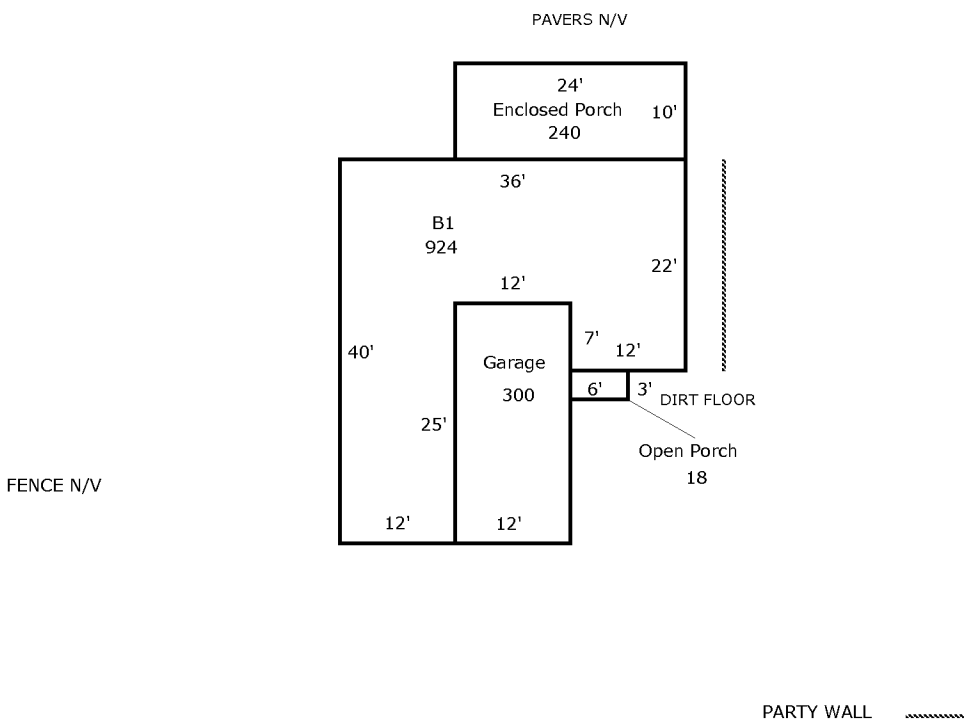 PAVERS N/V
24'
Enclosed Porch
10'
240
36'
B1
924
22'
12'
7'
12'
40'
Garage
300
6'
3'
DIRT FLOOR
25'
Open Porch
18
FENCE N/V
12'
12'
PARTY WALL